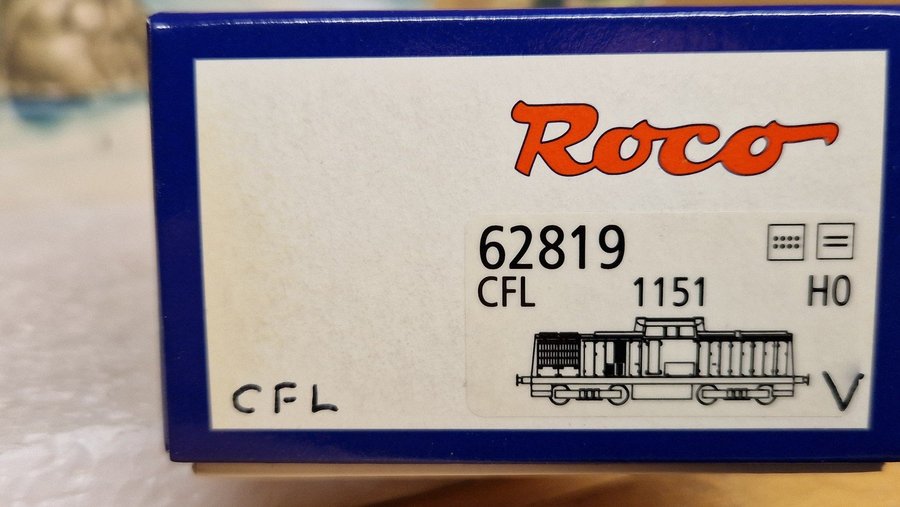 Roco
62819
CFL 1151 H0
CFL V